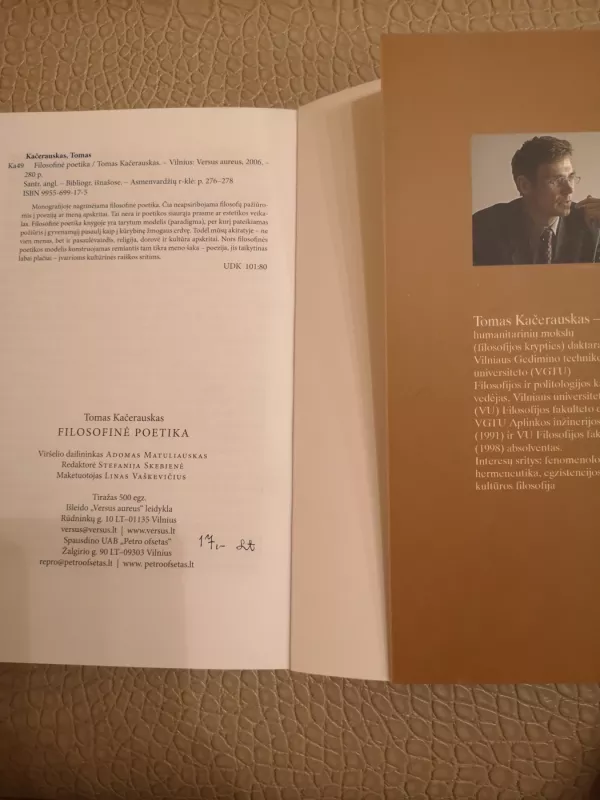 Kačerauskas, Tomas
Ka49 Filosofinė poetika / Tomas Kačerauskas. – Vilnius: Versus aureus, 2006, –
280 p.
Santr. angl. – Bibliogr. išnašose. – Asmenvardžių r-klė: p. 276–278
ISBN 9955-699-17-5
Monografijoje nagrinėjama filosofinė poetika. Čia neapsiribojama filosofų pažiūro-
mis į poeziją ar meną apskritai. Tai nėra ir poetikos siaurąja prasme ar estetikos veika-
las. Filosofinė poetika knygoje yra tarytum modelis (paradigma), per kurį pateikiamas
požiūris į gyvenamąjį pasaulį kaip į kūrybinę žmogaus erdvę. Todėl mūsų akiratyje – ne
vien menas, bet ir pasaulėvaizdis, religija, dorovė ir kultūra apskritai. Nors filosofinės
poetikos modelis konstruojamas remiantis tam tikra meno šaka – poezija, jis taikytinas
labai plačiai – įvairioms kultūrinės raiškos sritims.
UDK 101:80
Tomas Kačerauskas
FILOSOFINĖ POETIKA
Viršelio dailininkas Adomas Matuliauskas
Redaktorė Stefanija Skebienė
Maketuotojas Linas Vaškevičius
Tiražas 500 egz.
Išleido „Versus aureus“ leidykla
Rūdninkų g. 10 LT–01135 Vilnius
versus@versus.lt | www.versus.lt
Spausdino UAB „Petro ofsetas“
Žalgirio g. 90 LT–09303 Vilnius
repro@petroofsetas.lt | www. petroofsetas.lt
17,– Lt
Tomas Kačerauskas –
humanitarinių mokslų
(filosofijos krypties) daktara
Vilniaus Gedimino techniko
universiteto (VGTU)
Filosofijos ir politologijos ka
vedėjas, Vilniaus universitet
(VU) Filosofijos fakulteto d
VGTU Aplinkos inžinerijos
(1991) ir VU Filosofijos fak
(1998) absolventas.
Interesų sritys: fenomenolo
hermeneutika, egzistencijos
kultūros filosofija